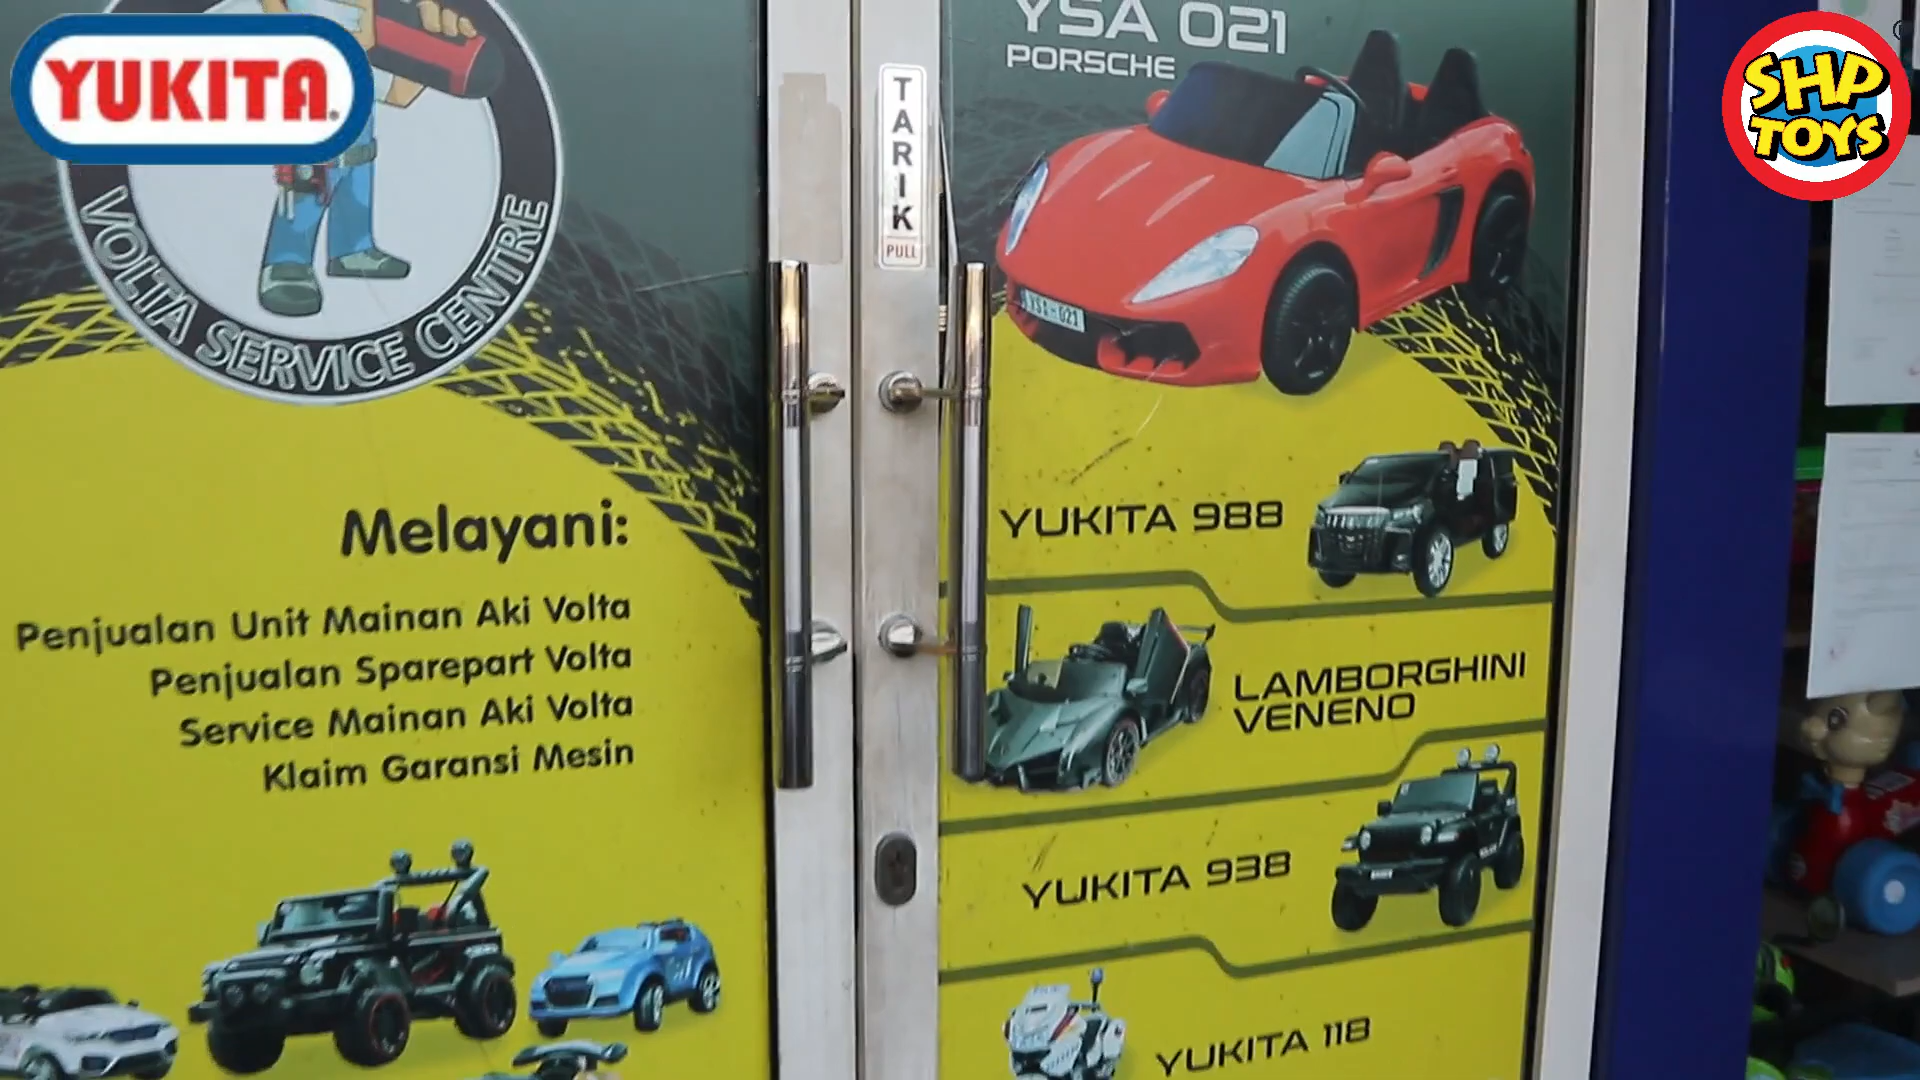 YUKITA
VOLTA SERVICE CENTRE
Melayani:
Penjualan Unit Mainan Aki Volta
Penjualan Sparepart Volta
Service Mainan Aki Volta
Klaim Garansi Mesin
TARIK
PULL
YSA 021
PORSCHE
YS1-021
YUKITA 988
LAMBORGHINI
VENENO
YUKITA 938
YUKITA 118
SHP
TOYS